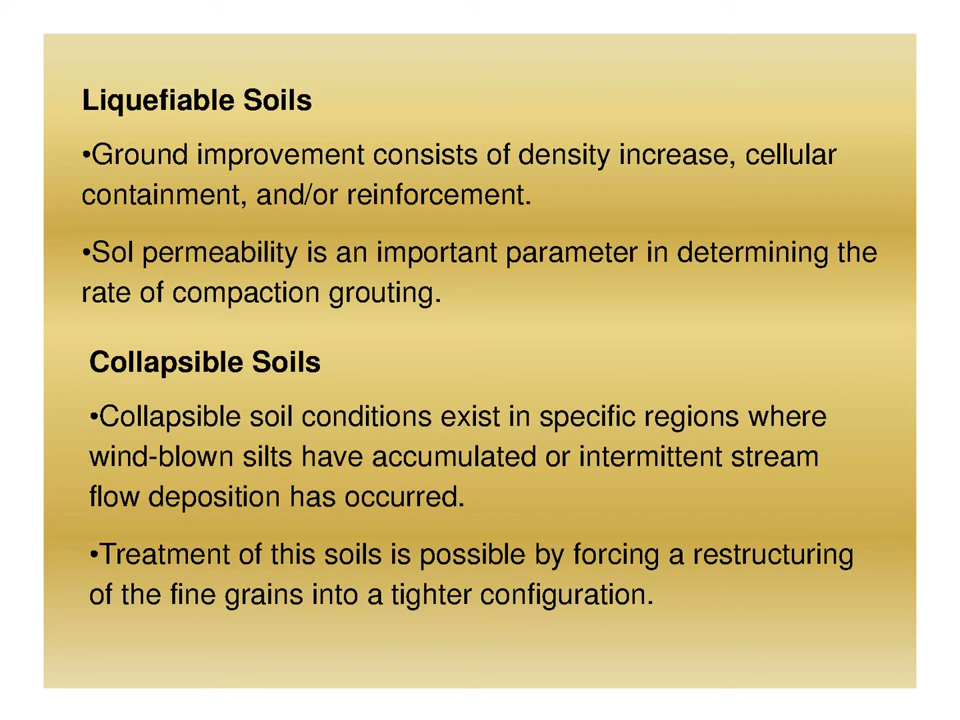 Liquefiable Soils
•Ground improvement consists of density increase, cellular
containment, and/or reinforcement.
•Sol permeability is an important parameter in determining the
rate of compaction grouting.
Collapsible Soils
•Collapsible soil conditions exist in specific regions where
wind-blown silts have accumulated or intermittent stream
flow deposition has occurred.
•Treatment of this soils is possible by forcing a restructuring
of the fine grains into a tighter configuration.